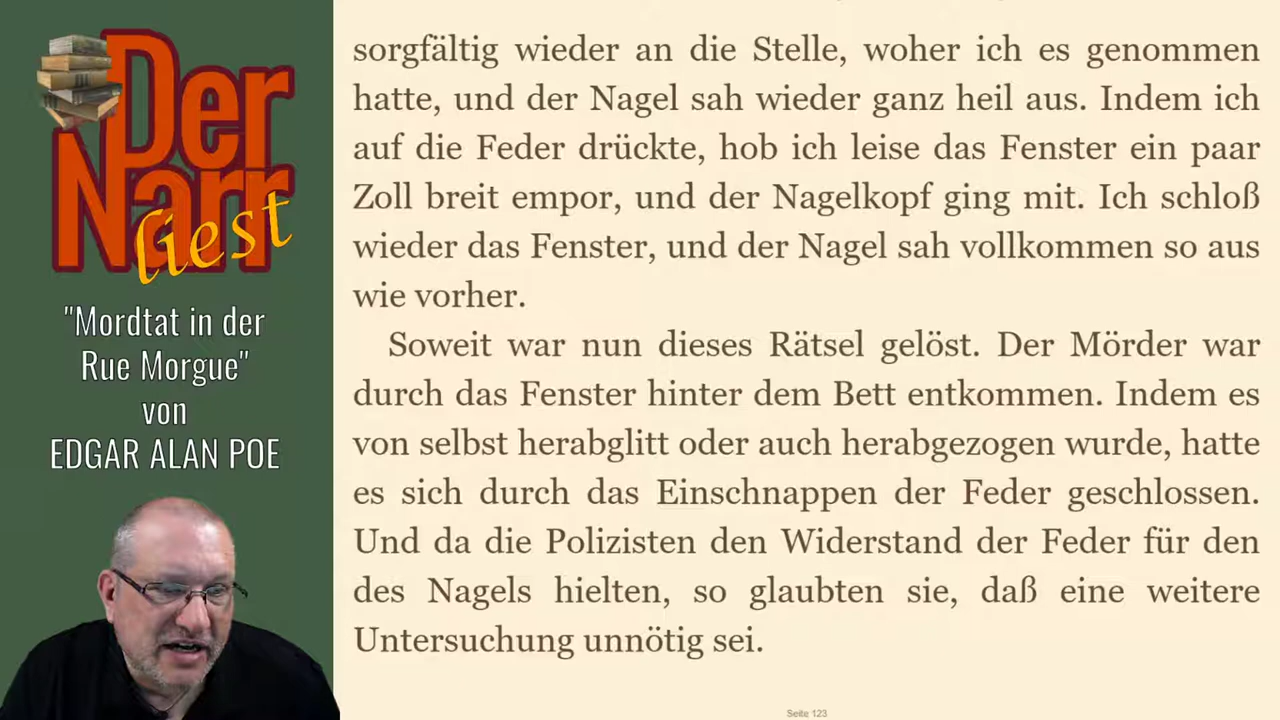 Der
Narr
liest
"Mordtat in der
Rue Morgue"
von
EDGAR ALAN POE
sorgfältig wieder an die Stelle, woher ich es genommen
hatte, und der Nagel sah wieder ganz heil aus. Indem ich
auf die Feder drückte, hob ich leise das Fenster ein paar
Zoll breit empor, und der Nagelkopf ging mit. Ich schloß
wieder das Fenster, und der Nagel sah vollkommen so aus
wie vorher.
Soweit war nun dieses Rätsel gelöst. Der Mörder war
durch das Fenster hinter dem Bett entkommen. Indem es
von selbst herabglitt oder auch herabgezogen wurde, hatte
es sich durch das Einschnappen der Feder geschlossen.
Und da die Polizisten den Widerstand der Feder für den
des Nagels hielten, so glaubten sie, daß eine weitere
Untersuchung unnötig sei.
Seite 123